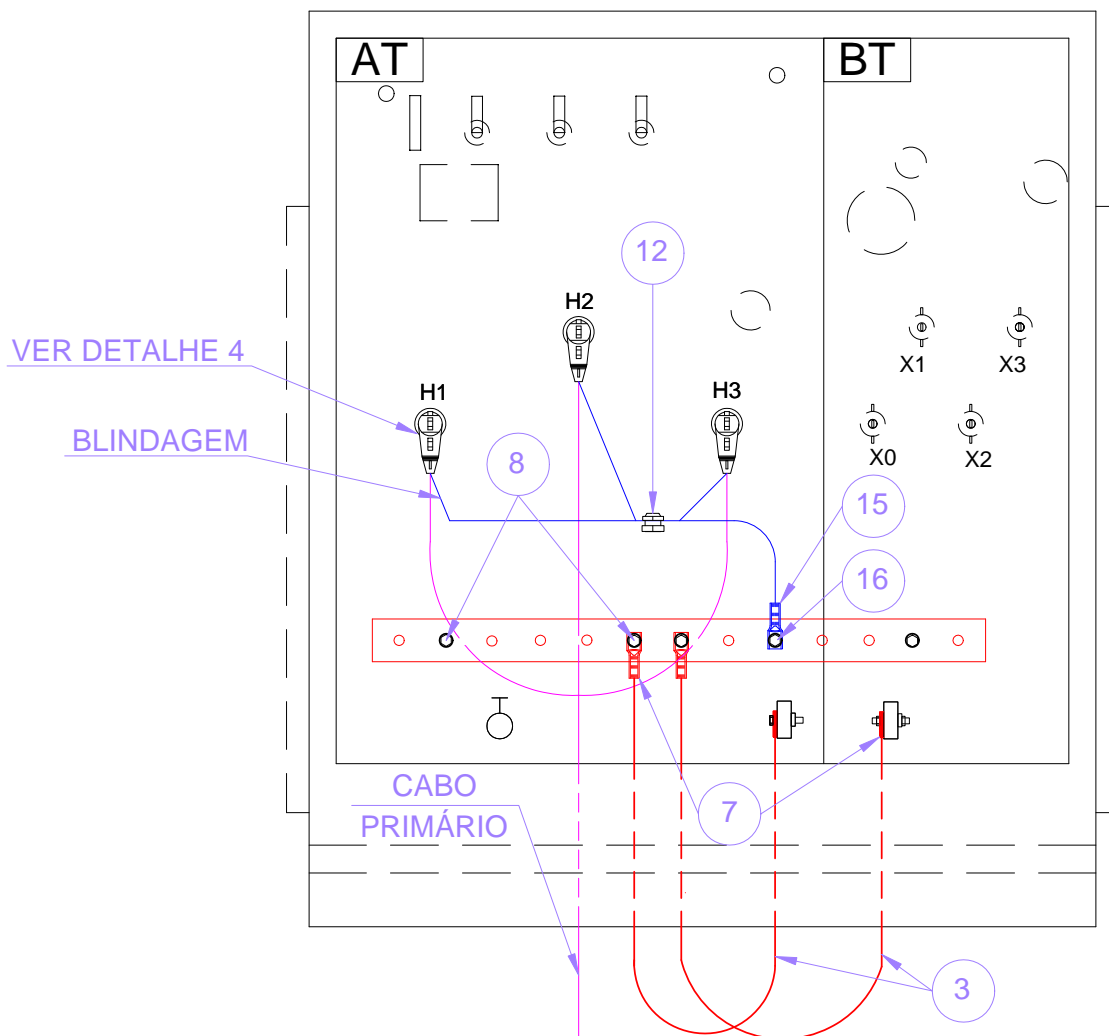 AT
BT
12
H2
VER DETALHE 4
X1
X3
H1
H3
BLINDAGEM
8
X0
X2
15
16
CABO
PRIMÁRIO
7
3